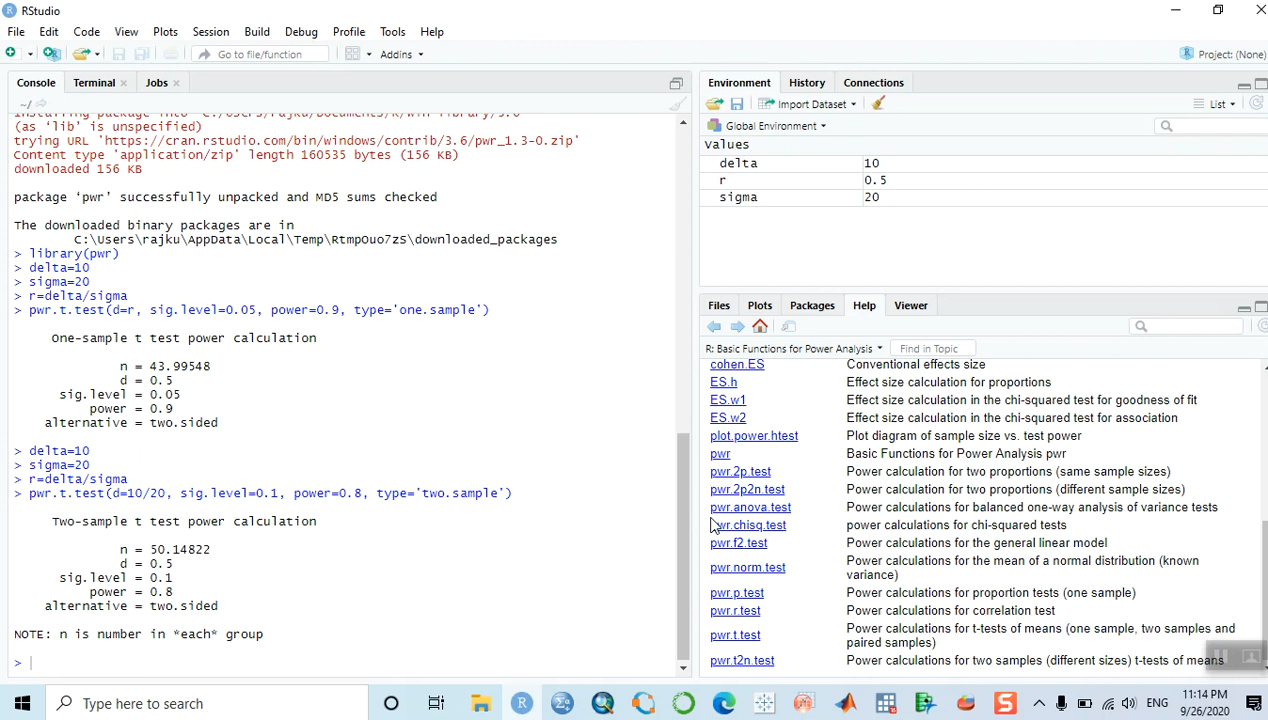 RStudio
File Edit Code View Plots Session Build Debug Profile Tools Help
Go to file/function Addins Project: (None)
Console Terminal Jobs
~/
(as ‘lib’ is unspecified)
trying URL 'https://cran.rstudio.com/bin/windows/contrib/3.6/pwr_1.3-0.zip'
Content type 'application/zip' length 160535 bytes (156 KB)
downloaded 156 KB
package ‘pwr’ successfully unpacked and MD5 sums checked
The downloaded binary packages are in
C:\Users\rajku\AppData\Local\Temp\RtmpOuo7zS\downloaded_packages
> library(pwr)
> delta=10
> sigma=20
> r=delta/sigma
> pwr.t.test(d=r, sig.level=0.05, power=0.9, type='one.sample')
One-sample t test power calculation
n = 43.99548
d = 0.5
sig.level = 0.05
power = 0.9
alternative = two.sided
> delta=10
> sigma=20
> r=delta/sigma
> pwr.t.test(d=10/20, sig.level=0.1, power=0.8, type='two.sample')
Two-sample t test power calculation
n = 50.14822
d = 0.5
sig.level = 0.1
power = 0.8
alternative = two.sided
NOTE: n is number in *each* group
>
Environment History Connections
Import Dataset List
Global Environment
Values
delta 10
r 0.5
sigma 20
Files Plots Packages Help Viewer
R: Basic Functions for Power Analysis Find in Topic
cohen.ES Conventional effects size
ES.h Effect size calculation for proportions
ES.w1 Effect size calculation in the chi-squared test for goodness of fit
ES.w2 Effect size calculation in the chi-squared test for association
plot.power.htest Plot diagram of sample size vs. test power
pwr Basic Functions for Power Analysis pwr
pwr.2p.test Power calculation for two proportions (same sample sizes)
pwr.2p2n.test Power calculation for two proportions (different sample sizes)
pwr.anova.test Power calculations for balanced one-way analysis of variance tests
pwr.chisq.test power calculations for chi-squared tests
pwr.f2.test Power calculations for the general linear model
pwr.norm.test Power calculations for the mean of a normal distribution (known
variance)
pwr.p.test Power calculations for proportion tests (one sample)
pwr.r.test Power calculations for correlation test
pwr.t.test Power calculations for t-tests of means (one sample, two samples and
paired samples)
pwr.t2n.test Power calculations for two samples (different sizes) t-tests of means
Type here to search
ENG
11:14 PM
9/26/2020